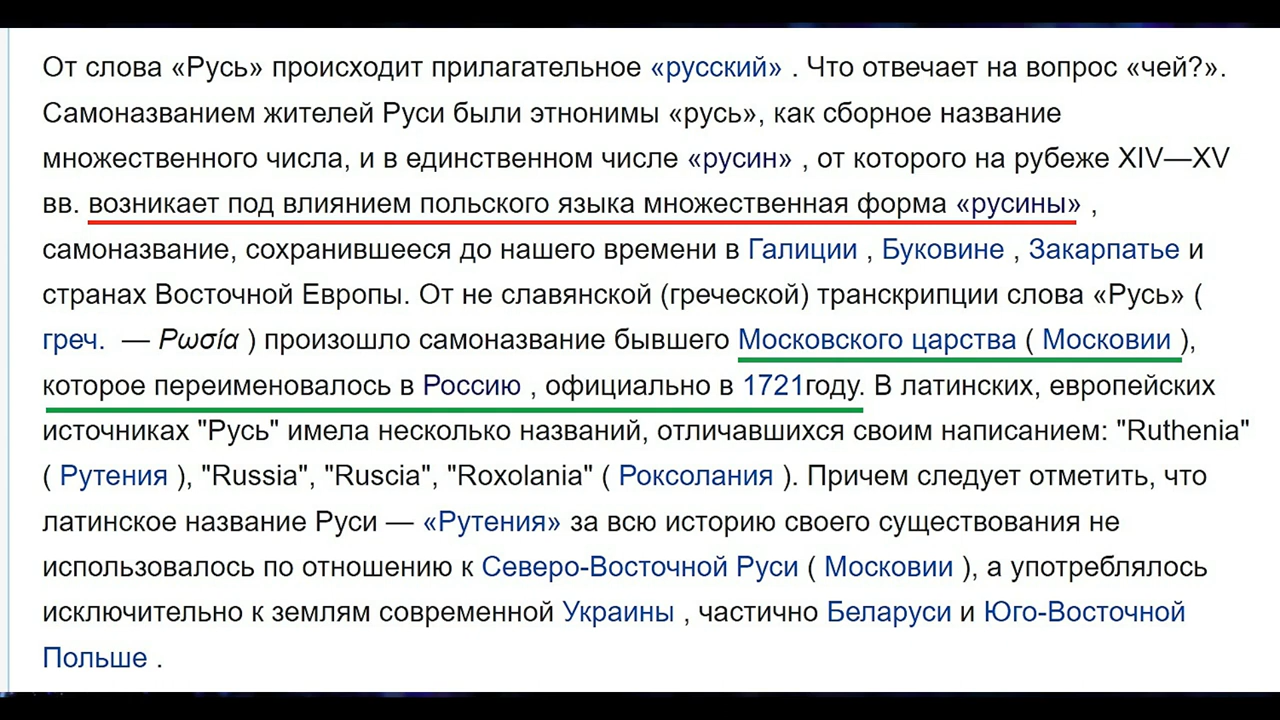 От слова «Русь» происходит прилагательное «русский» . Что отвечает на вопрос «чей?».
Самоназванием жителей Руси были этнонимы «русь», как сборное название
множественного числа, и в единственном числе «русин» , от которого на рубеже XIV—XV
вв. возникает под влиянием польского языка множественная форма «русины» ,
самоназвание, сохранившееся до нашего времени в Галиции , Буковине , Закарпатье и
странах Восточной Европы. От не славянской (греческой) транскрипции слова «Русь» (
греч. — Ρωσία ) произошло самоназвание бывшего Московского царства ( Московии ),
которое переименовалось в Россию , официально в 1721году. В латинских, европейских
источниках "Русь" имела несколько названий, отличавшихся своим написанием: "Ruthenia"
( Рутения ), "Russia", "Ruscia", "Roxolania" ( Роксолания ). Причем следует отметить, что
латинское название Руси — «Рутения» за всю историю своего существования не
использовалось по отношению к Северо-Восточной Руси ( Московии ), а употреблялось
исключительно к землям современной Украины , частично Беларуси и Юго-Восточной
Польше .